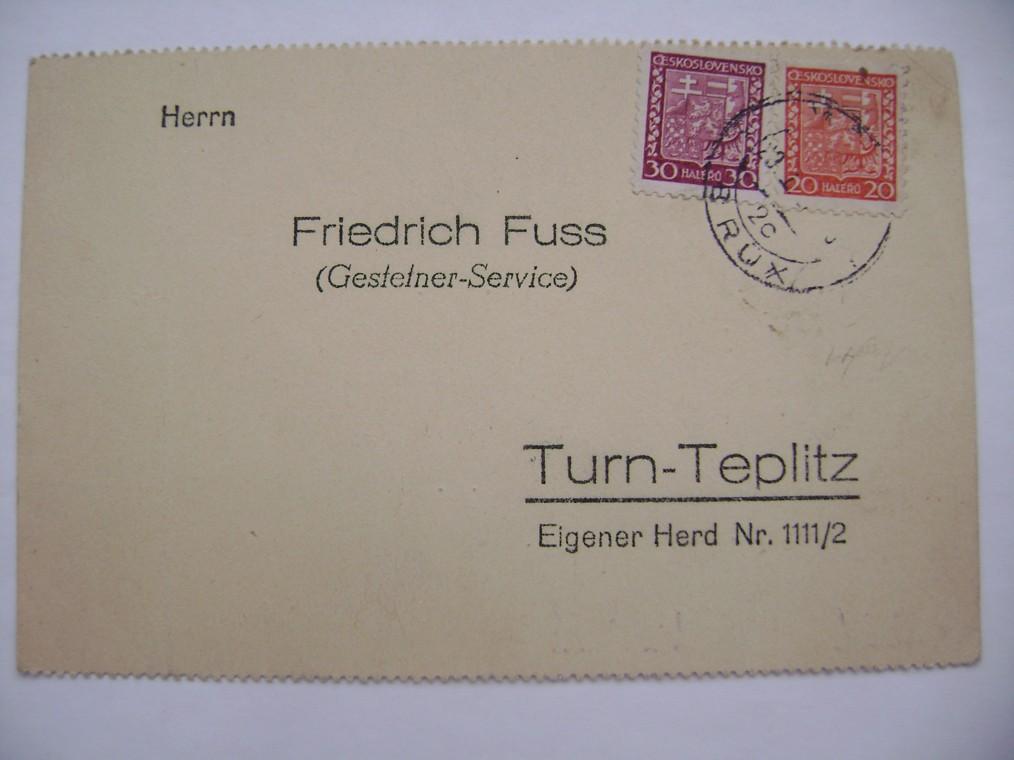 ČESKOSLOVENSKO
30 HALÉŘŮ 30
ČESKOSLOVENSKO
20 HALÉŘŮ 20
BRÜX
Herrn
Friedrich Fuss
(Gestetner-Service)
Turn-Teplitz
Eigener Herd Nr. 1111/2